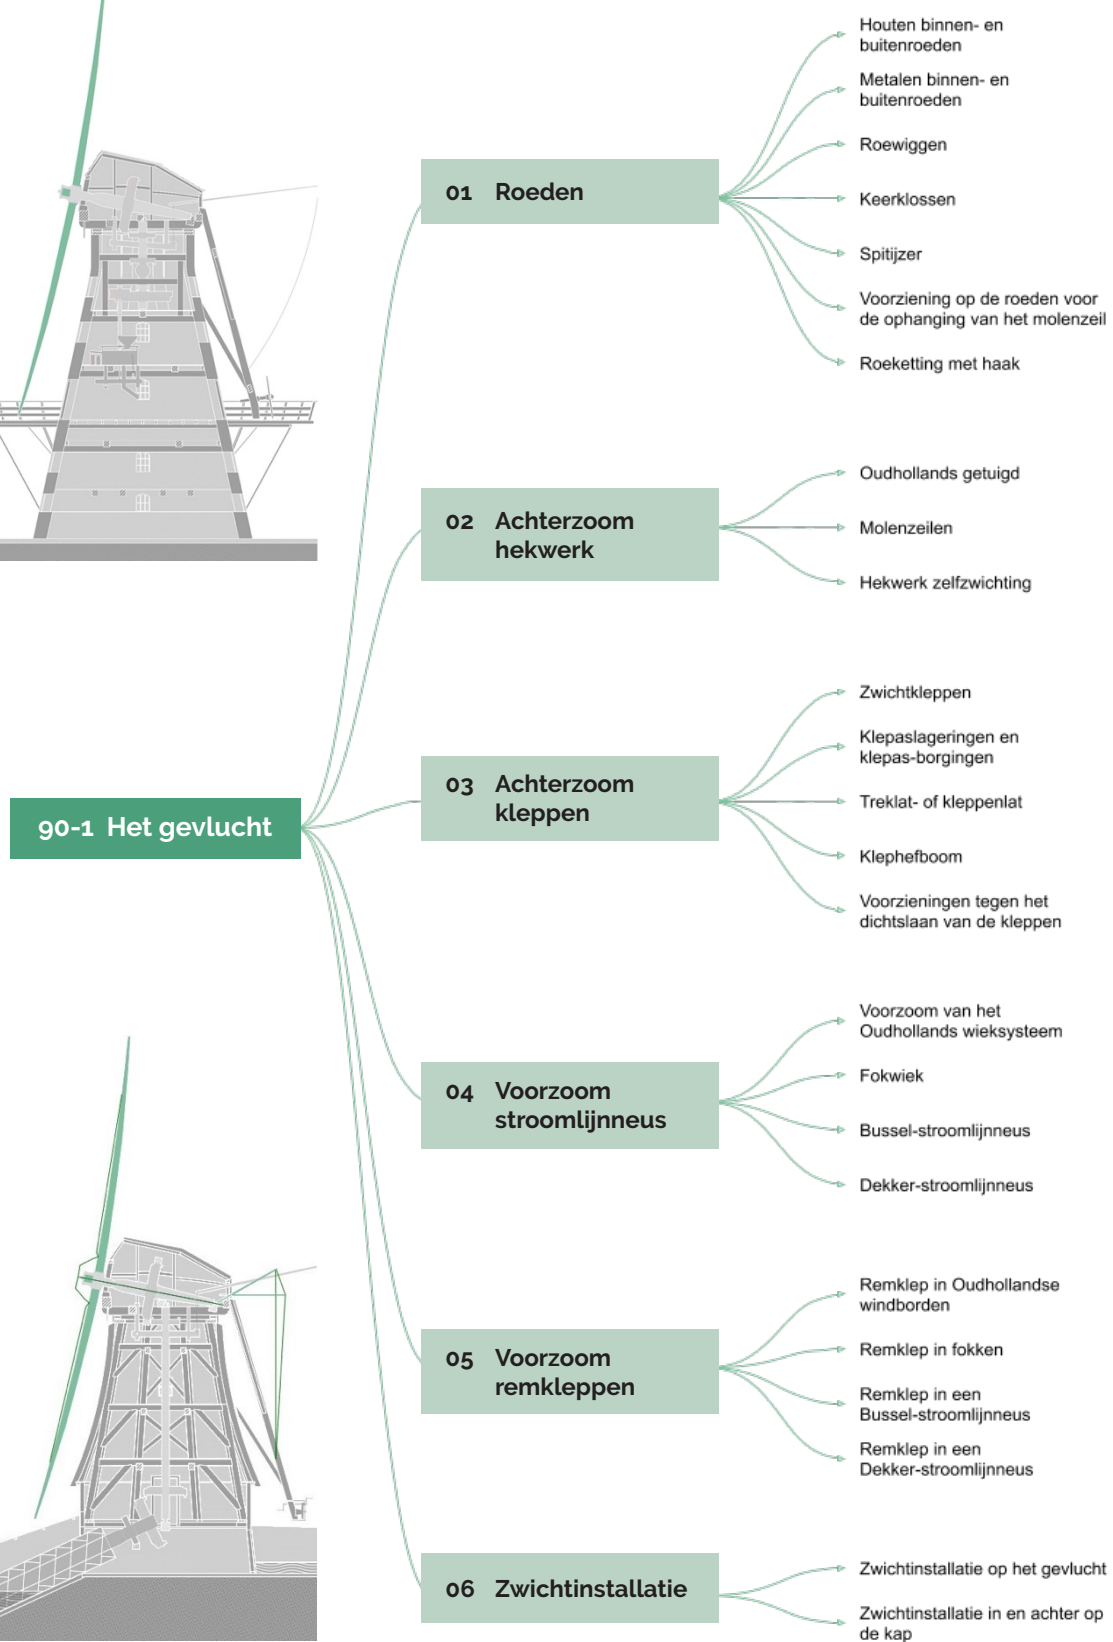 90-1 Het gevlucht
01 Roeden
Houten binnen- en
buitenroeden
Metalen binnen- en
buitenroeden
Roewiggen
Keerklossen
Spitijzer
Voorziening op de roeden voor
de ophanging van het molenzeil
Roeketting met haak
02 Achterzoom
hekwerk
Oudhollands getuigd
Molenzeilen
Hekwerk zelfzwichting
03 Achterzoom
kleppen
Zwichtkleppen
Klepaslageringen en
klepas-borgingen
Treklat- of kleppenlat
Klephefboom
Voorzieningen tegen het
dichtslaan van de kleppen
04 Voorzoom
stroomlijnneus
Voorzoom van het
Oudhollands wieksysteem
Fokwiek
Bussel-stroomlijnneus
Dekker-stroomlijnneus
05 Voorzoom
remkleppen
Remklep in Oudhollandse
windborden
Remklep in fokken
Remklep in een
Bussel-stroomlijnneus
Remklep in een
Dekker-stroomlijnneus
06 Zwichtinstallatie
Zwichtinstallatie op het gevlucht
Zwichtinstallatie in en achter op
de kap